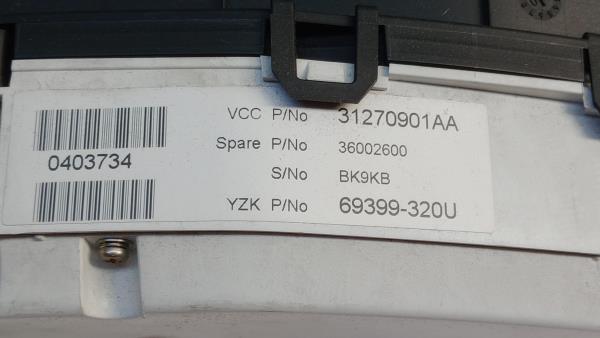 VCC P/No 31270901AA
Spare P/No 36002600
S/No BK9KB
YZK P/No 69399-320U
0403734